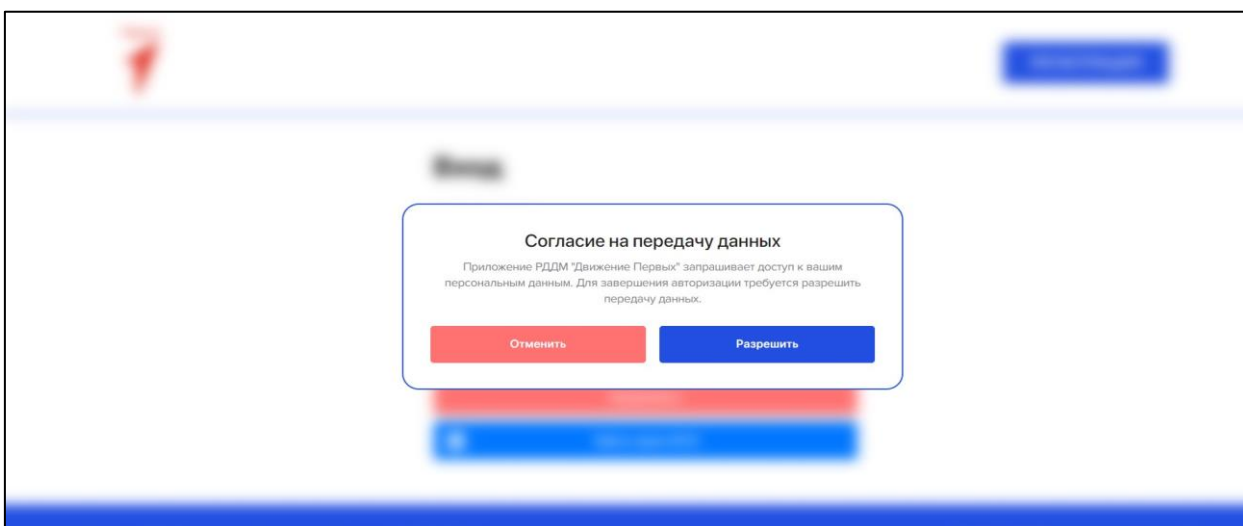 Вход
Согласие на передачу данных
Приложение РДДМ "Движение Первых" запрашивает доступ к вашим
персональным данным. Для завершения авторизации требуется разрешить
передачу данных.
Отменить
Разрешить